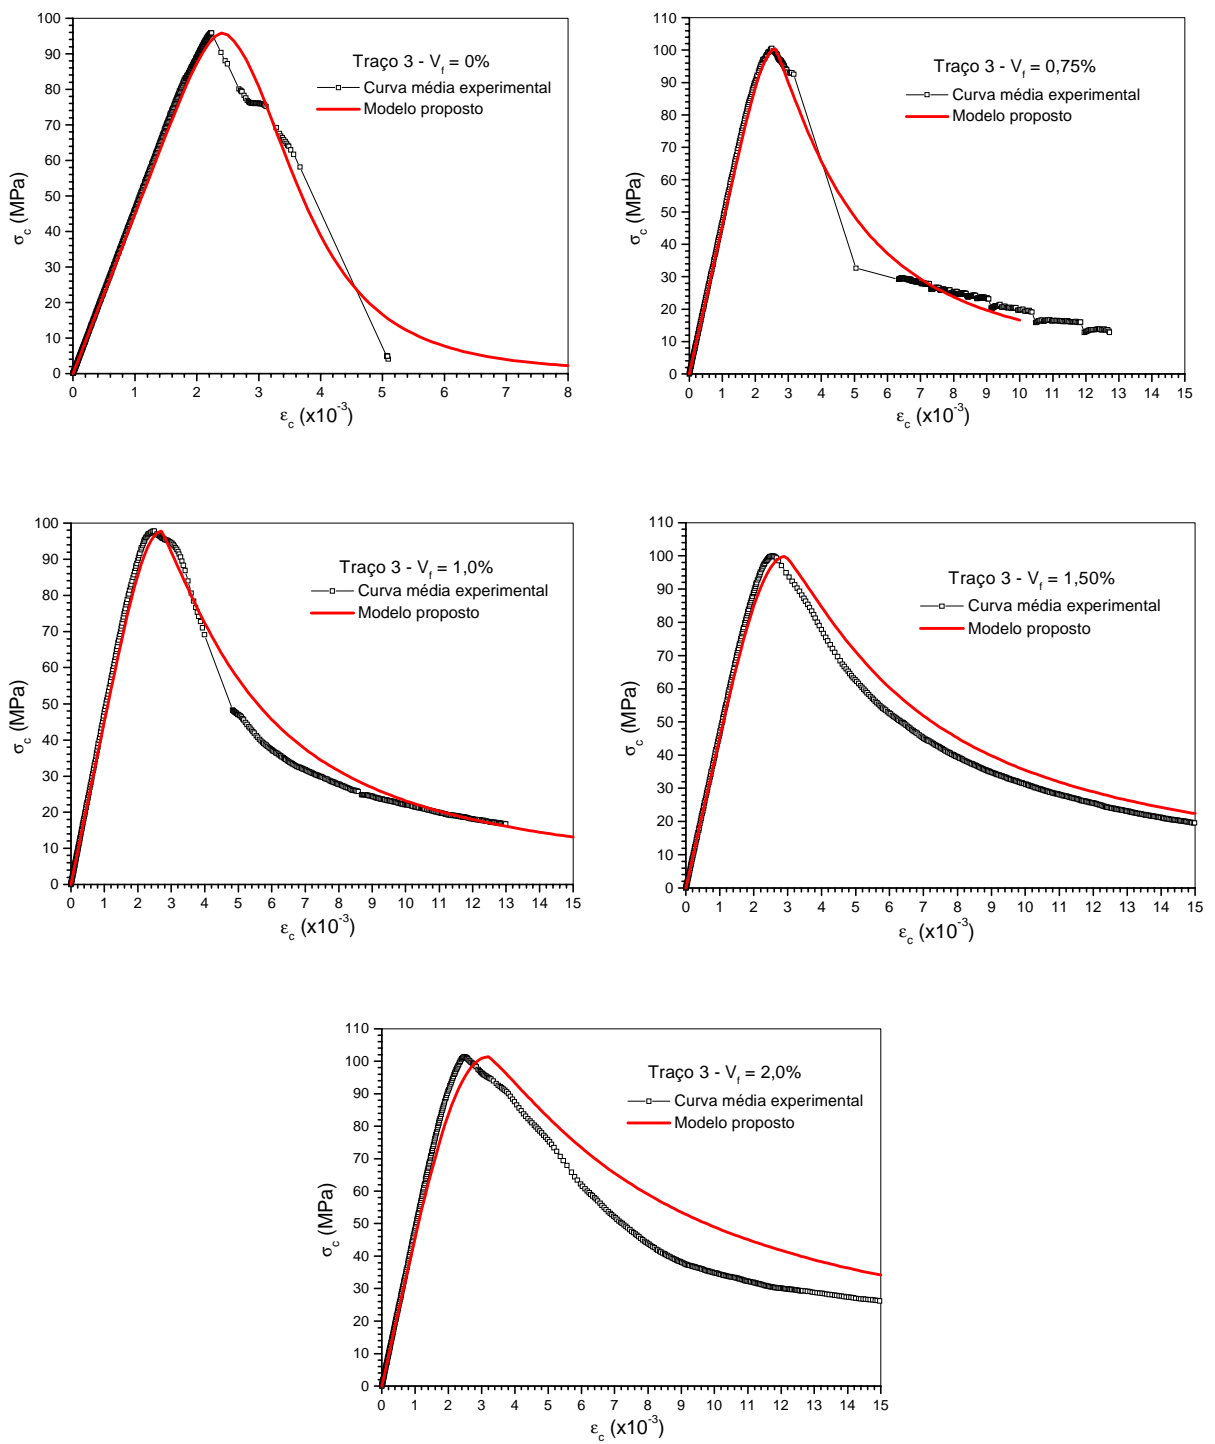 100
90
80
70
60
50
40
30
20
10
0
σc (MPa)
Traço 3 - Vf = 0%
Curva média experimental
Modelo proposto
0 1 2 3 4 5 6 7 8
εc (x10-3)
110
100
90
80
70
60
50
40
30
20
10
0
σc (MPa)
Traço 3 - Vf = 0,75%
Curva média experimental
Modelo proposto
0 1 2 3 4 5 6 7 8 9 10 11 12 13 14 15
εc (x10-3)
100
90
80
70
60
50
40
30
20
10
0
σc (MPa)
Traço 3 - Vf = 1,0%
Curva média experimental
Modelo proposto
0 1 2 3 4 5 6 7 8 9 10 11 12 13 14 15
εc (x10-3)
110
100
90
80
70
60
50
40
30
20
10
0
σc (MPa)
Traço 3 - Vf = 1,50%
Curva média experimental
Modelo proposto
0 1 2 3 4 5 6 7 8 9 10 11 12 13 14 15
εc (x10-3)
110
100
90
80
70
60
50
40
30
20
10
0
σc (MPa)
Traço 3 - Vf = 2,0%
Curva média experimental
Modelo proposto
0 1 2 3 4 5 6 7 8 9 10 11 12 13 14 15
εc (x10-3)